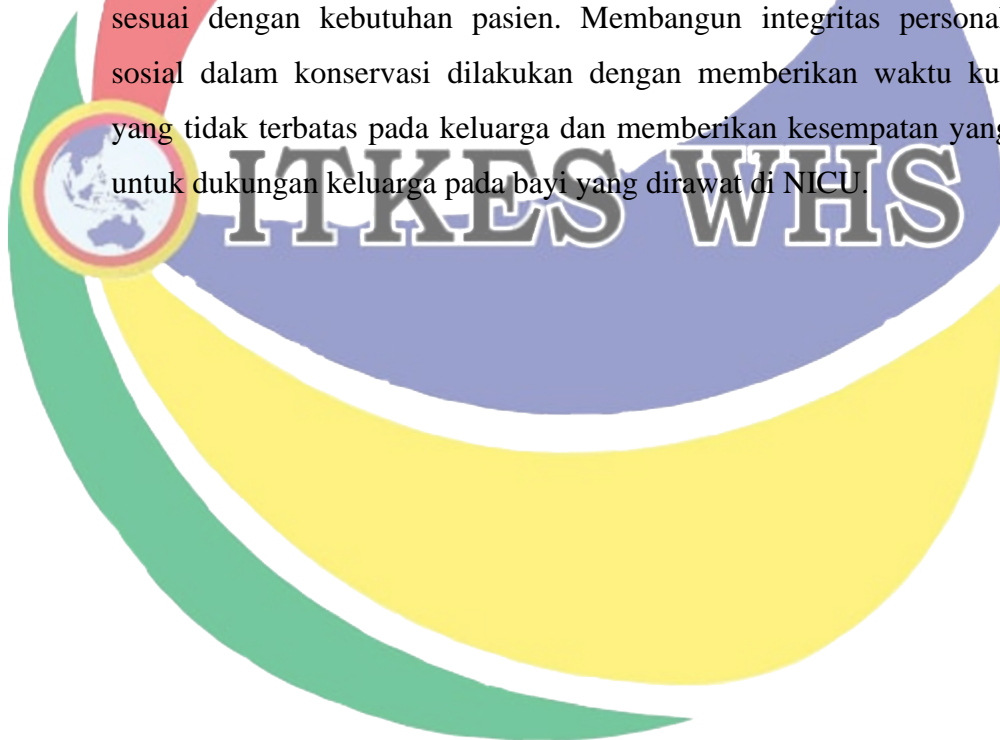 sesuai dengan kebutuhan pasien. Membangun integritas personal
sosial dalam konservasi dilakukan dengan memberikan waktu
yang tidak terbatas pada keluarga dan memberikan kesempatan yang
untuk dukungan keluarga pada bayi yang dirawat di NICU.
ITKES WHS